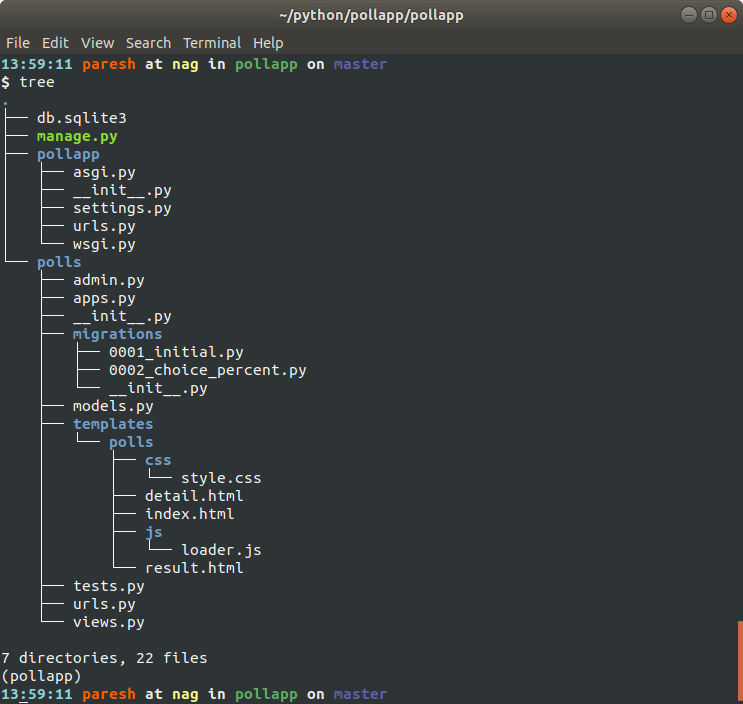 ~/python/pollapp/pollapp
File Edit View Search Terminal Help
13:59:11 paresh at nag in pollapp on master
$ tree
.
├── db.sqlite3
├── manage.py
├── pollapp
│   ├── asgi.py
│   ├── __init__.py
│   ├── settings.py
│   ├── urls.py
│   └── wsgi.py
└── polls
    ├── admin.py
    ├── apps.py
    ├── __init__.py
    ├── migrations
    │   ├── 0001_initial.py
    │   ├── 0002_choice_percent.py
    │   └── __init__.py
    ├── models.py
    ├── templates
    │   └── polls
    │       ├── css
    │       │   └── style.css
    │       ├── detail.html
    │       ├── index.html
    │       ├── js
    │       │   └── loader.js
    │       └── result.html
    ├── tests.py
    ├── urls.py
    └── views.py
7 directories, 22 files
(pollapp)
13:59:11 paresh at nag in pollapp on master